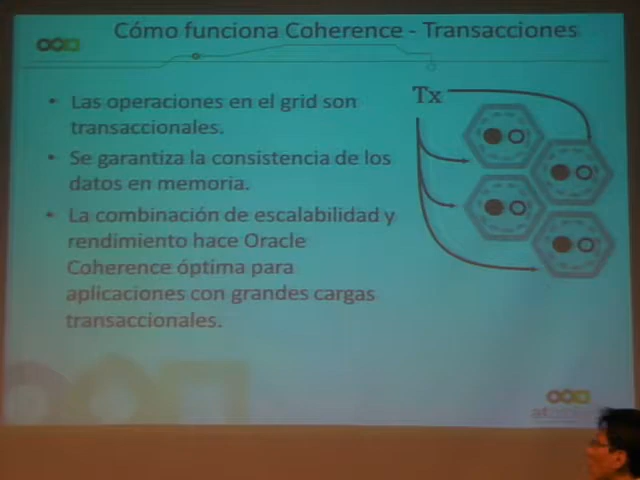 Cómo funciona Coherence - Transacciones
• Las operaciones en el grid son
transaccionales.
• Se garantiza la consistencia de los
datos en memoria.
• La combinación de escalabilidad y
rendimiento hace Oracle
Coherence óptima para
aplicaciones con grandes cargas
transaccionales.
Tx